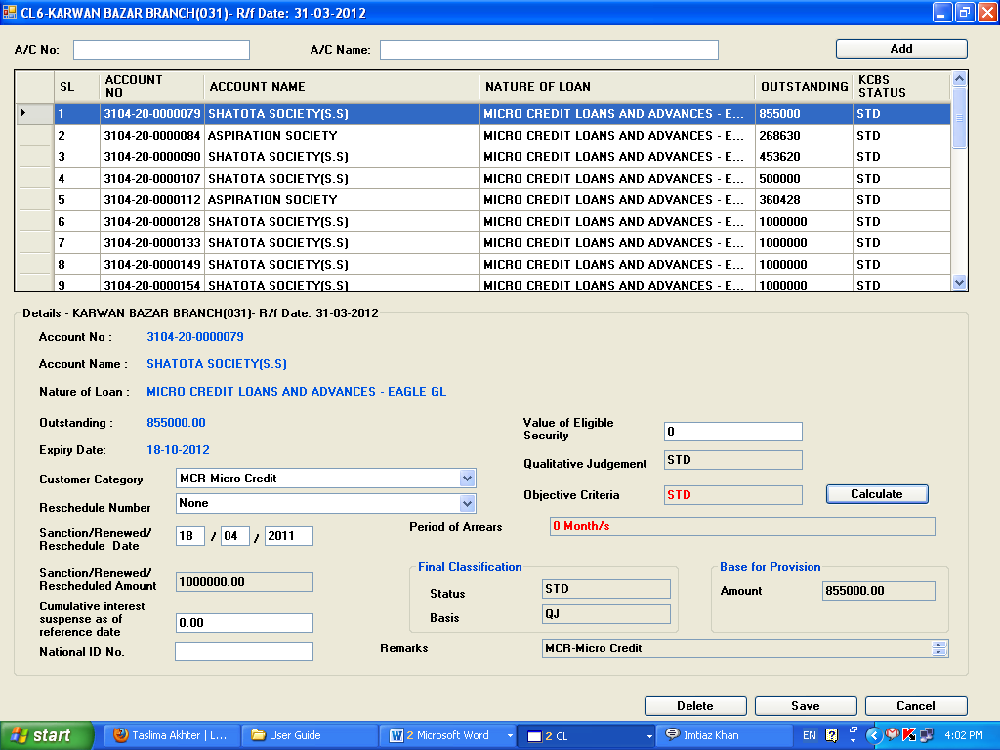 CL6-KARWAN BAZAR BRANCH(031)- R/f Date: 31-03-2012
A/C No: A/C Name: Add
SL ACCOUNT NO ACCOUNT NAME NATURE OF LOAN OUTSTANDING KCBS STATUS
1 3104-20-0000079 SHATOTA SOCIETY(S.S) MICRO CREDIT LOANS AND ADVANCES - E... 855000 STD
2 3104-20-0000084 ASPIRATION SOCIETY MICRO CREDIT LOANS AND ADVANCES - E... 268630 STD
3 3104-20-0000090 SHATOTA SOCIETY(S.S) MICRO CREDIT LOANS AND ADVANCES - E... 453620 STD
4 3104-20-0000107 SHATOTA SOCIETY(S.S) MICRO CREDIT LOANS AND ADVANCES - E... 500000 STD
5 3104-20-0000112 ASPIRATION SOCIETY MICRO CREDIT LOANS AND ADVANCES - E... 360428 STD
6 3104-20-0000128 SHATOTA SOCIETY(S.S) MICRO CREDIT LOANS AND ADVANCES - E... 1000000 STD
7 3104-20-0000133 SHATOTA SOCIETY(S.S) MICRO CREDIT LOANS AND ADVANCES - E... 1000000 STD
8 3104-20-0000149 SHATOTA SOCIETY(S.S) MICRO CREDIT LOANS AND ADVANCES - E... 1000000 STD
9 3104-20-0000154 SHATOTA SOCIETY(S.S) MICRO CREDIT LOANS AND ADVANCES - E... 1000000 STD
Details - KARWAN BAZAR BRANCH(031)- R/f Date: 31-03-2012
Account No : 3104-20-0000079
Account Name : SHATOTA SOCIETY(S.S)
Nature of Loan : MICRO CREDIT LOANS AND ADVANCES - EAGLE GL
Outstanding : 855000.00
Expiry Date: 18-10-2012
Customer Category MCR-Micro Credit
Reschedule Number None
Sanction/Renewed/
Reschedule Date 18 / 04 / 2011
Sanction/Renewed/
Rescheduled Amount 1000000.00
Cumulative interest
suspense as of
reference date 0.00
National ID No.
Value of Eligible
Security 0
Qualitative Judgement STD
Objective Criteria STD Calculate
Period of Arrears 0 Month/s
Final Classification
Status STD
Basis QJ
Base for Provision
Amount 855000.00
Remarks MCR-Micro Credit
Delete Save Cancel
start Taslima Akhter | L... User Guide 2 Microsoft Word 2 CL Imtiaz Khan EN 4:02 PM